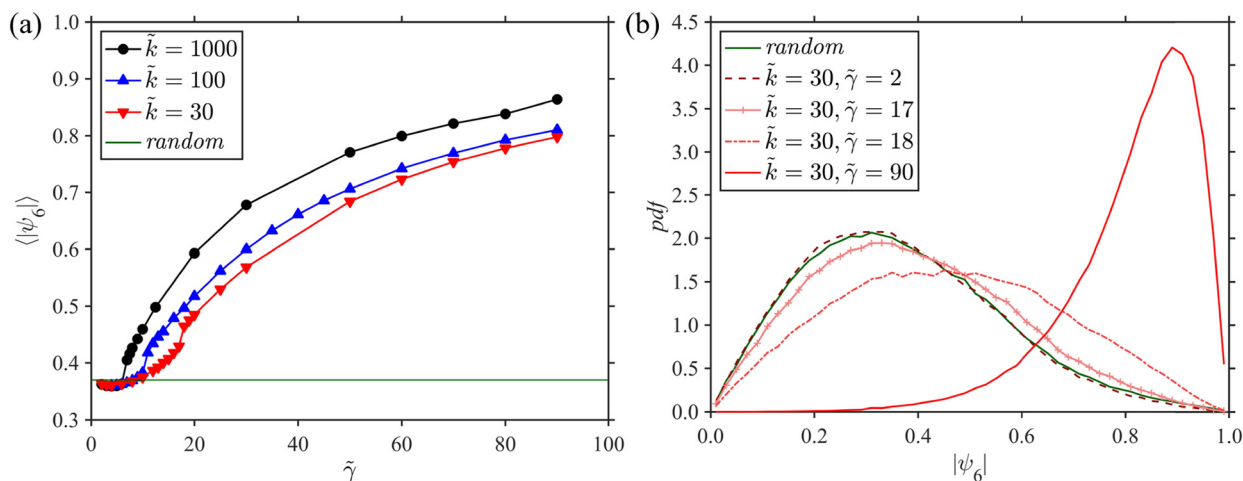 (a)
1.0
0.9
0.8
0.7
0.6
0.5
0.4
0.3
⟨|ψ₆|⟩
k̃ = 1000
k̃ = 100
k̃ = 30
random
0 20 40 60 80 100
γ̃
(b)
4.5
4.0
3.5
3.0
2.5
2.0
1.5
1.0
0.5
0.0
pdf
random
k̃ = 30, γ̃ = 2
k̃ = 30, γ̃ = 17
k̃ = 30, γ̃ = 18
k̃ = 30, γ̃ = 90
0.0 0.2 0.4 0.6 0.8 1.0
|ψ₆|